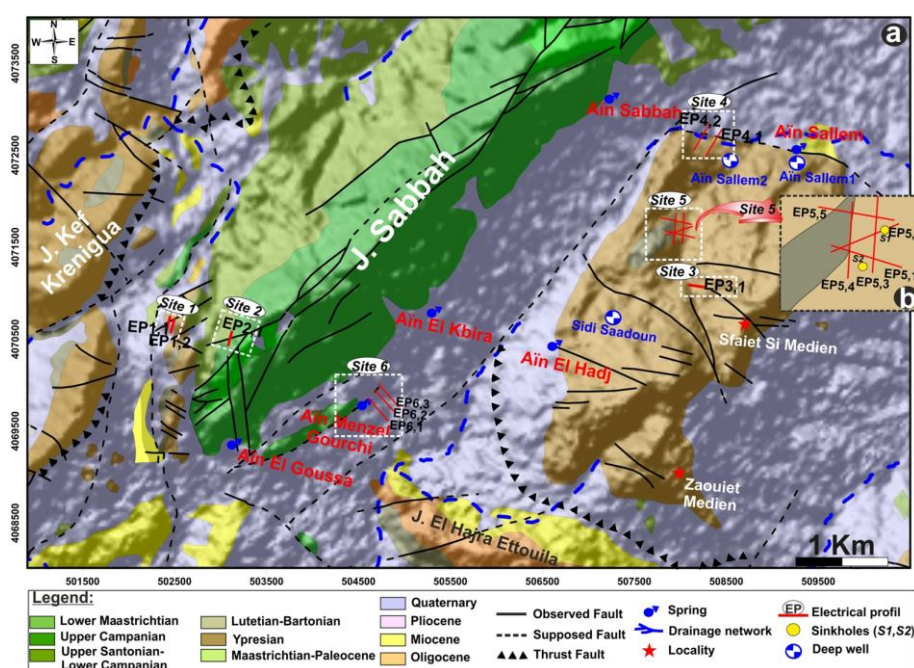 N
W E
S
a
4073500
4072500
4071500
4070500
4069500
4068500
Aïn Sabbah
Site 4
EP4,2
EP4,1
Aïn Sallem
Aïn Sallem2
Aïn Sallem1
J. Kef
Krenigua
J. Sabbah
Site 5
Site 5
EP5,5
S1
S2
EP5,4
EP5,3
b
Site 3
EP3,1
Site 1
EP1,1
EP1,2
Site 2
EP2,1
Aïn El Kbira
Sidi Saadoun
Sfaiet Si Medien
Aïn El Hadj
Site 6
EP6,3
EP6,2
EP6,1
Aïn Menzel
Gourchi
Aïn El Goussa
Zaouiet
Medien
J. El Hajra Ettouila
1 Km
501500 502500 503500 504500 505500 506500 507500 508500 509500
Legend:
Lower Maastrichtian
Upper Campanian
Upper Santonian-
Lower Campanian
Lutetian-Bartonian
Ypresian
Maastrichtian-Paleocene
Quaternary
Pliocene
Miocene
Oligocene
Observed Fault
Supposed Fault
Thrust Fault
Spring
Drainage network
Locality
EP Electrical profil
Sinkholes (S1,S2)
Deep well